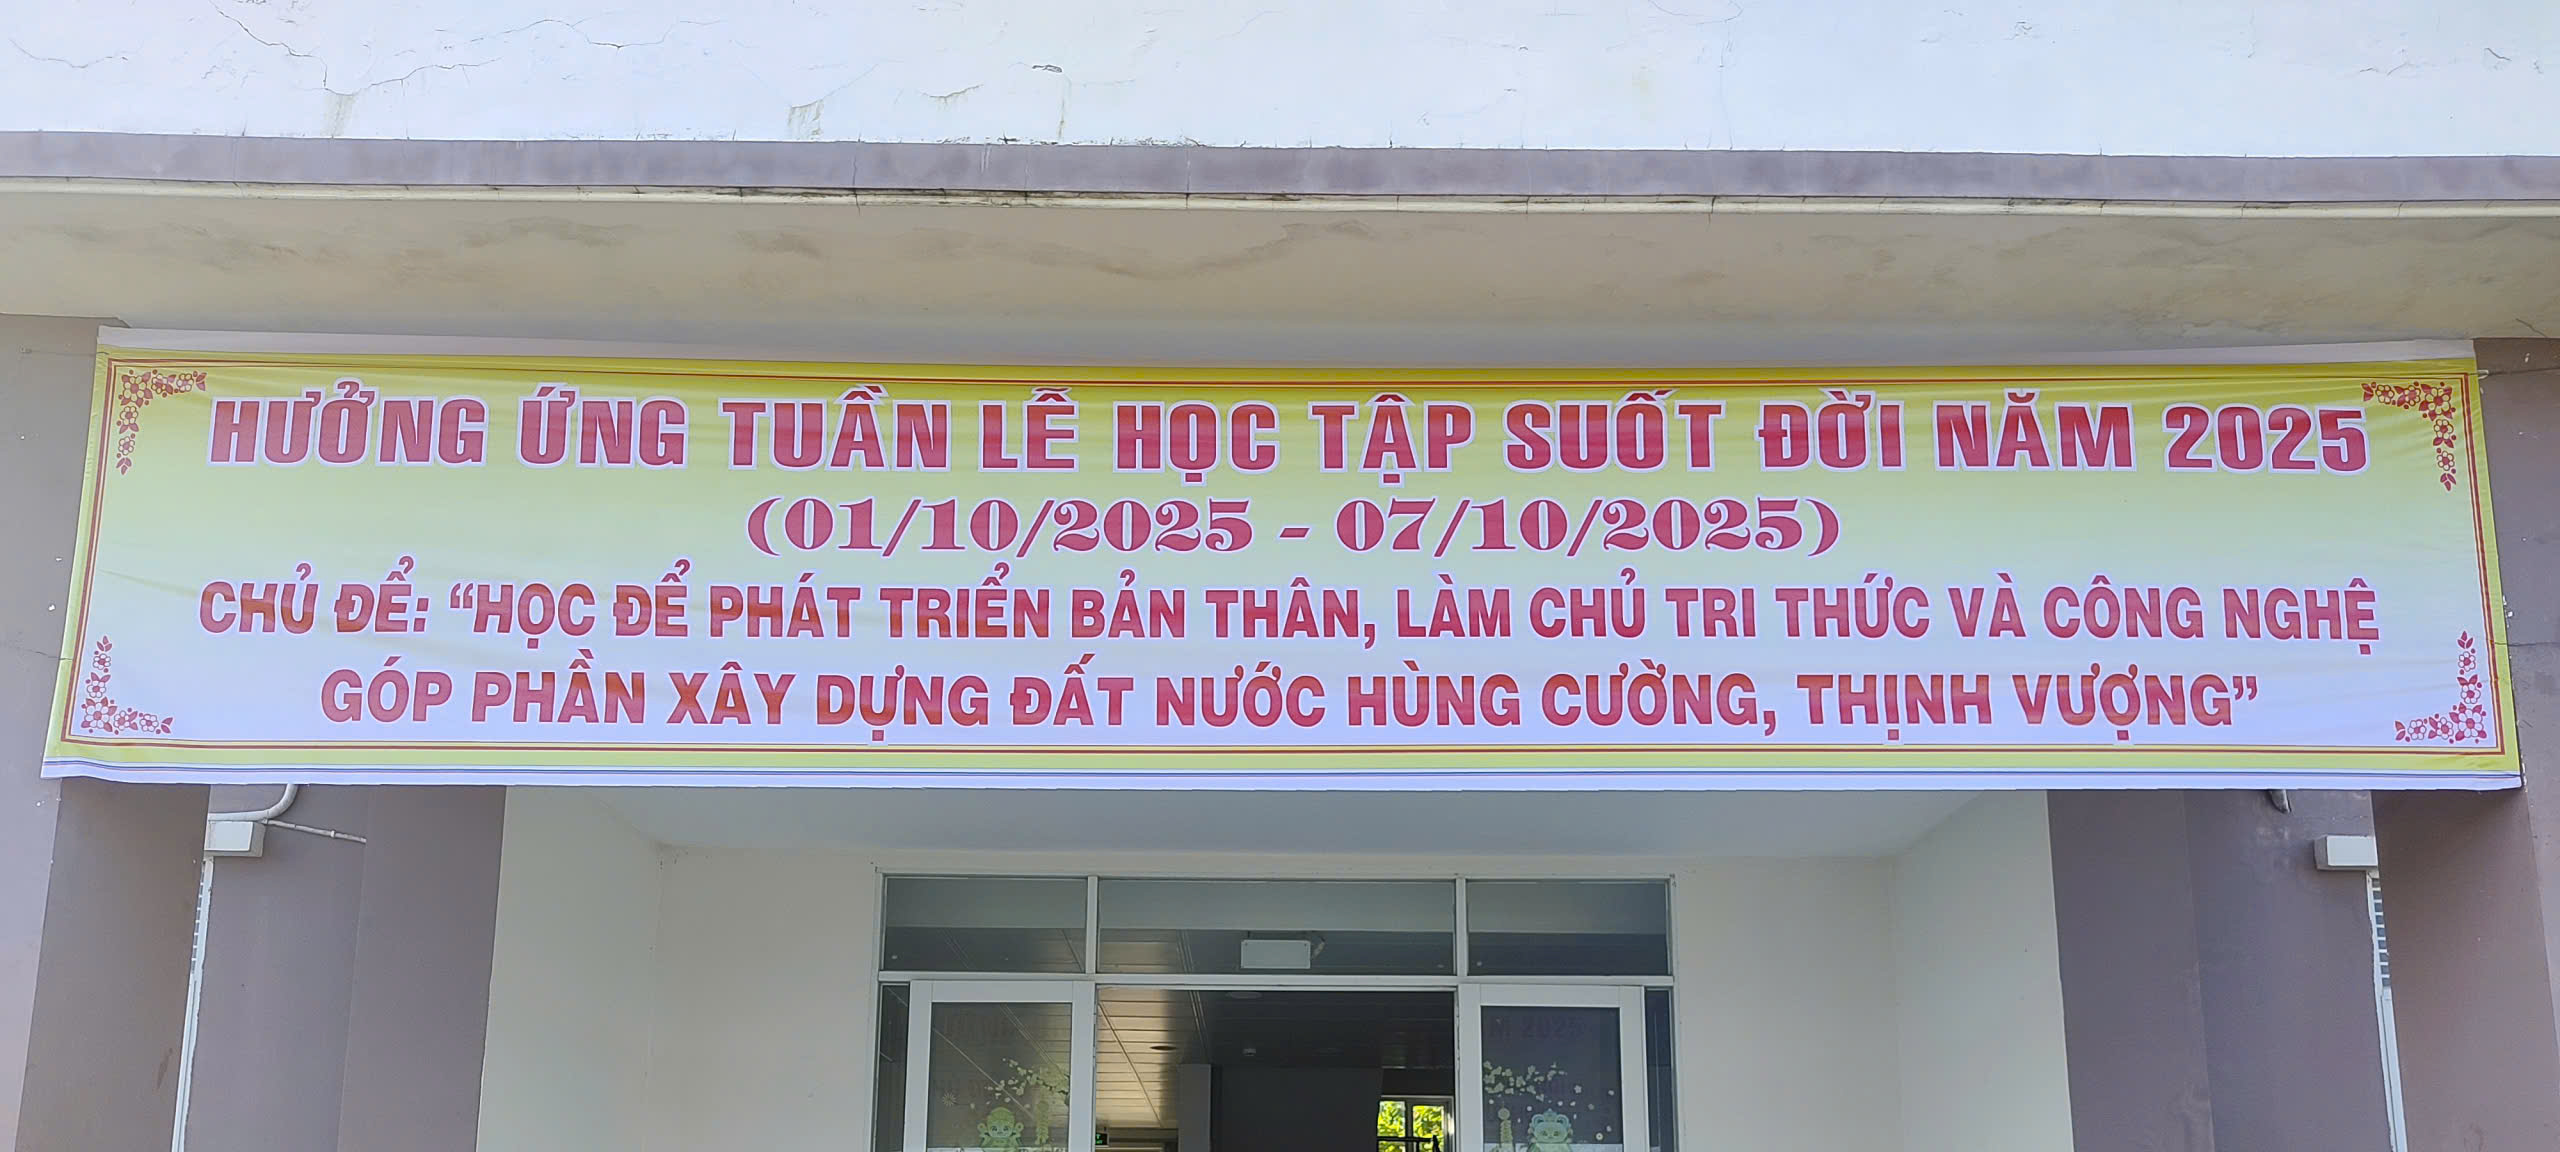 HƯỞNG ỨNG TUẦN LỄ HỌC TẬP SUỐT ĐỜI NĂM 2025
(01/10/2025 - 07/10/2025)
CHỦ ĐỂ: “HỌC ĐỂ PHÁT TRIỂN BẢN THÂN, LÀM CHỦ TRI THỨC VÀ CÔNG NGHỆ
GÓP PHẦN XÂY DỰNG ĐẤT NƯỚC HÙNG CƯỜNG, THỊNH VƯỢNG”